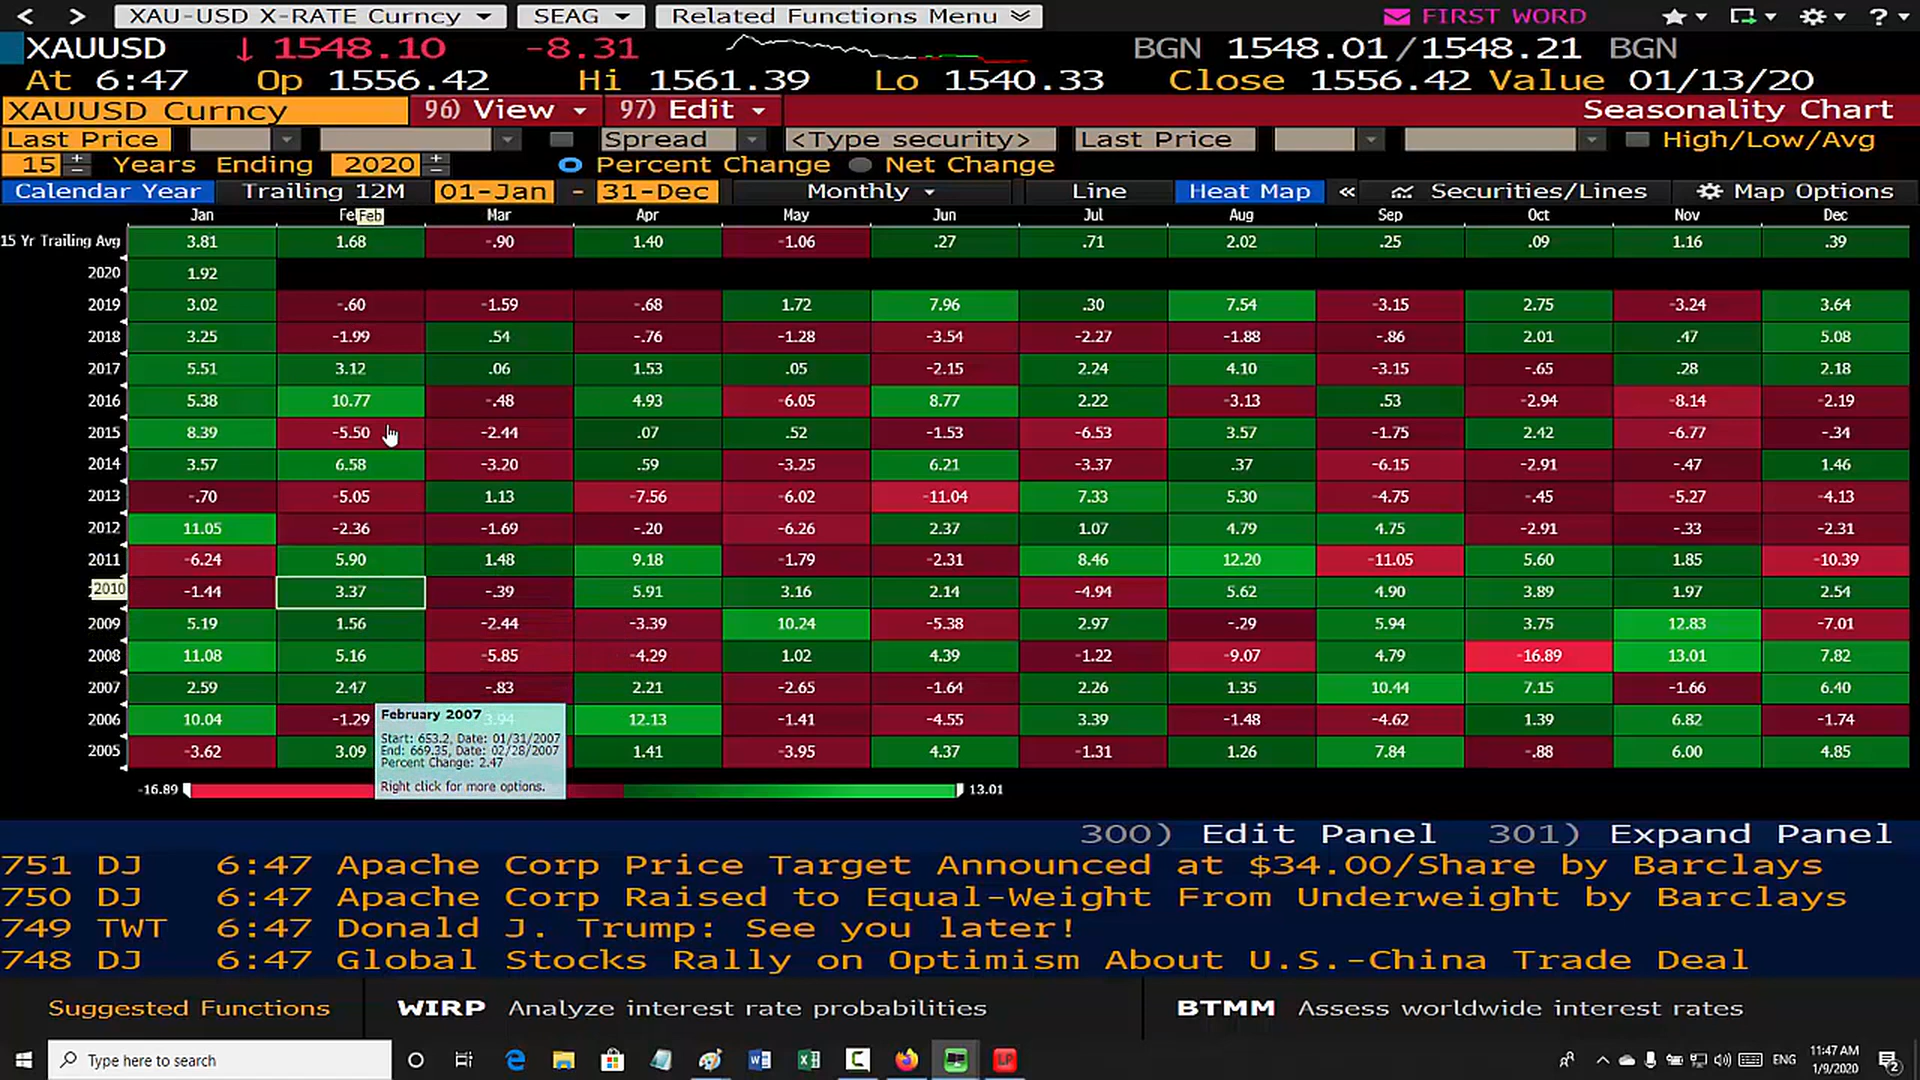 XAU-USD X-RATE Curncy SEAG Related Functions Menu FIRST WORD ?
XAUUSD ↓ 1548.10 -8.31 BGN 1548.01/1548.21 BGN
At 6:47 Op 1556.42 Hi 1561.39 Lo 1540.33 Close 1556.42 Value 01/13/20
XAUUSD Curncy 96) View 97) Edit Seasonality Chart
Last Price Spread <Type security> Last Price High/Low/Avg
15 Years Ending 2020 Percent Change Net Change
Calendar Year Trailing 12M 01-Jan - 31-Dec Monthly Line Heat Map « Securities/Lines Map Options
Jan Feb Mar Apr May Jun Jul Aug Sep Oct Nov Dec
15 Yr Trailing Avg 3.81 1.68 -.90 1.40 -1.06 .27 .71 2.02 .25 .09 1.16 .39
2020 1.92
2019 3.02 -.60 -1.59 -.68 1.72 7.96 .30 7.54 -3.15 2.75 -3.24 3.64
2018 3.25 -1.99 .54 -.76 -1.28 -3.54 -2.27 -1.88 -.86 2.01 .47 5.08
2017 5.51 3.12 .06 1.53 .05 -2.15 2.24 4.10 -3.15 -.65 .28 2.18
2016 5.38 10.77 -.48 4.93 -6.05 8.77 2.22 -3.13 .53 -2.94 -8.14 -2.19
2015 8.39 -5.50 -2.44 .07 .52 -1.53 -6.53 3.57 -1.75 2.42 -6.77 -.34
2014 3.57 6.58 -3.20 .59 -3.25 6.21 -3.37 .37 -6.15 -2.91 -.47 1.46
2013 -.70 -5.05 1.13 -7.56 -6.02 -11.04 7.33 5.30 -4.75 -.45 -5.27 -4.13
2012 11.05 -2.36 -1.69 -.20 -6.26 2.37 1.07 4.79 4.75 -2.91 -.33 -2.31
2011 -6.24 5.90 1.48 9.18 -1.79 -2.31 8.46 12.20 -11.05 5.60 1.85 -10.39
2010 -1.44 3.37 -.39 5.91 3.16 2.14 -4.94 5.62 4.90 3.89 1.97 2.54
2009 5.19 1.56 -2.44 -3.39 10.24 -5.38 2.97 -.29 5.94 3.75 12.83 -7.01
2008 11.08 5.16 -5.85 -4.29 1.02 4.39 -1.22 -9.07 4.79 -16.89 13.01 7.82
2007 2.59 2.47 -.83 2.21 -2.65 -1.64 2.26 1.35 10.44 7.15 -1.66 6.40
2006 10.04 -1.29 3.94 12.13 -1.41 -4.55 3.39 -1.48 -4.62 1.39 6.82 -1.74
2005 -3.62 3.09 1.41 -3.95 4.37 -1.31 1.26 7.84 -.88 6.00 4.85
February 2007
Start: 653.2, Date: 01/31/2007
End: 669.35, Date: 02/28/2007
Percent Change: 2.47
Right click for more options.
-16.89 13.01
300) Edit Panel 301) Expand Panel
751 DJ 6:47 Apache Corp Price Target Announced at $34.00/Share by Barclays
750 DJ 6:47 Apache Corp Raised to Equal-Weight From Underweight by Barclays
749 TWT 6:47 Donald J. Trump: See you later!
748 DJ 6:47 Global Stocks Rally on Optimism About U.S.-China Trade Deal
Suggested Functions WIRP Analyze interest rate probabilities BTMM Assess worldwide interest rates
Type here to search ENG 11:47 AM
1/9/2020